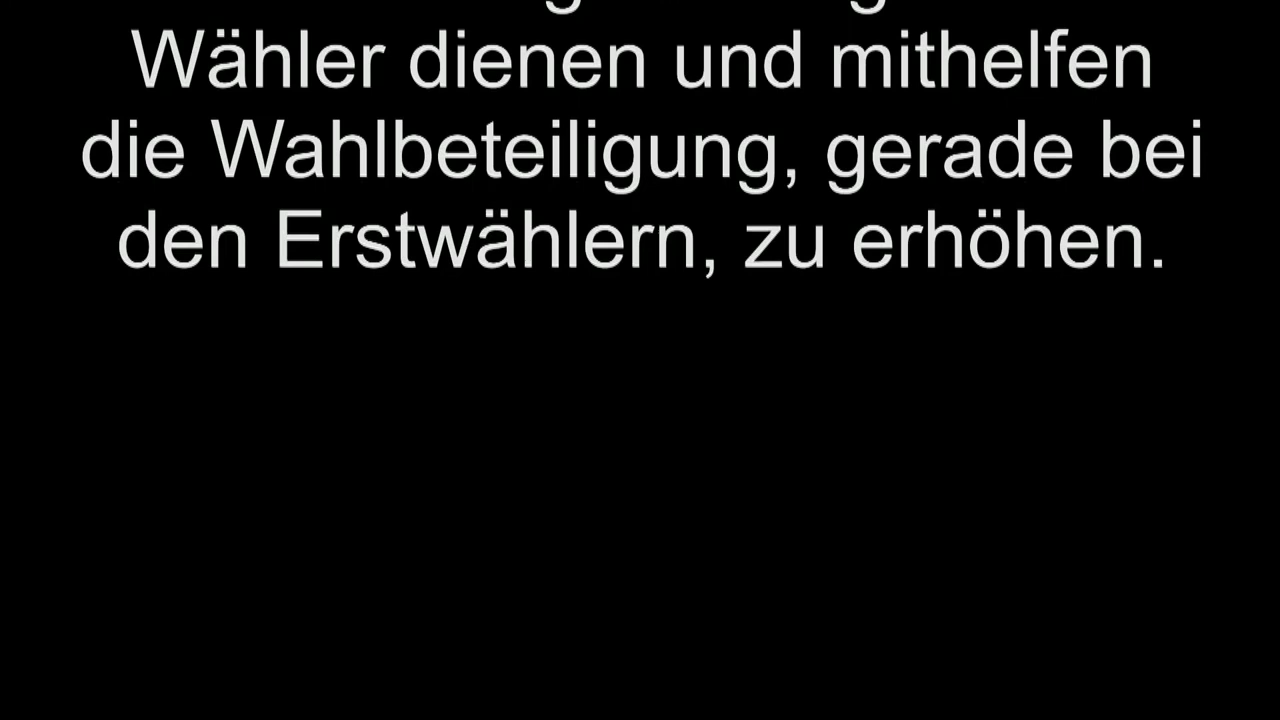 Wähler dienen und mithelfen
die Wahlbeteiligung, gerade bei
den Erstwählern, zu erhöhen.